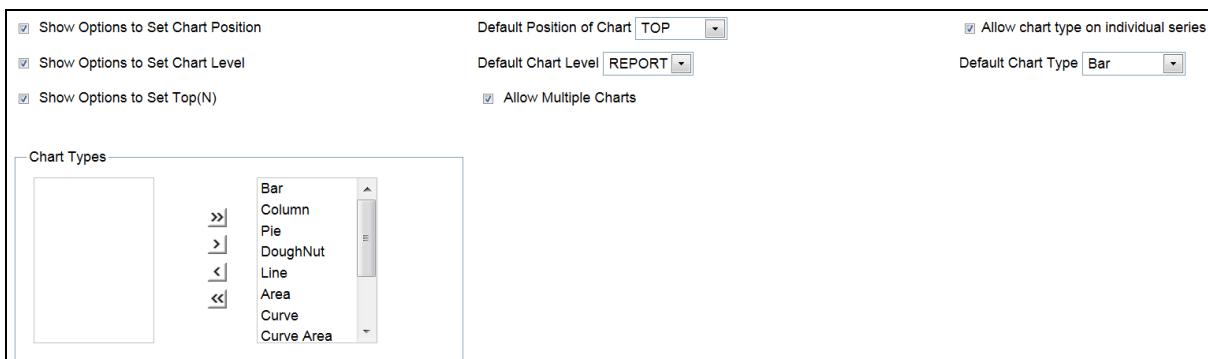 Show Options to Set Chart Position
Default Position of Chart TOP
Allow chart type on individual series
Show Options to Set Chart Level
Default Chart Level REPORT
Default Chart Type Bar
Show Options to Set Top(N)
Allow Multiple Charts
Chart Types
Bar
Column
Pie
DoughNut
Line
Area
Curve
Curve Area
>>
>
<
<<